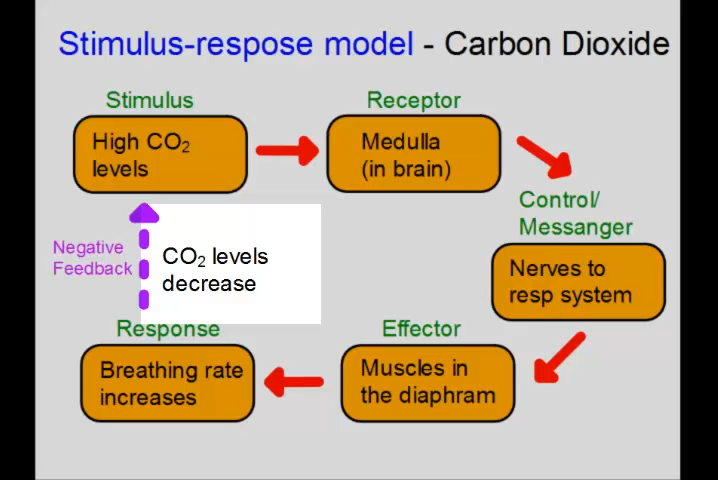 Stimulus-respose model - Carbon Dioxide
Stimulus
High CO₂
levels
Receptor
Medulla
(in brain)
Control/
Messanger
Nerves to
resp system
Effector
Muscles in
the diaphram
Response
Breathing rate
increases
Negative
Feedback
CO₂ levels
decrease